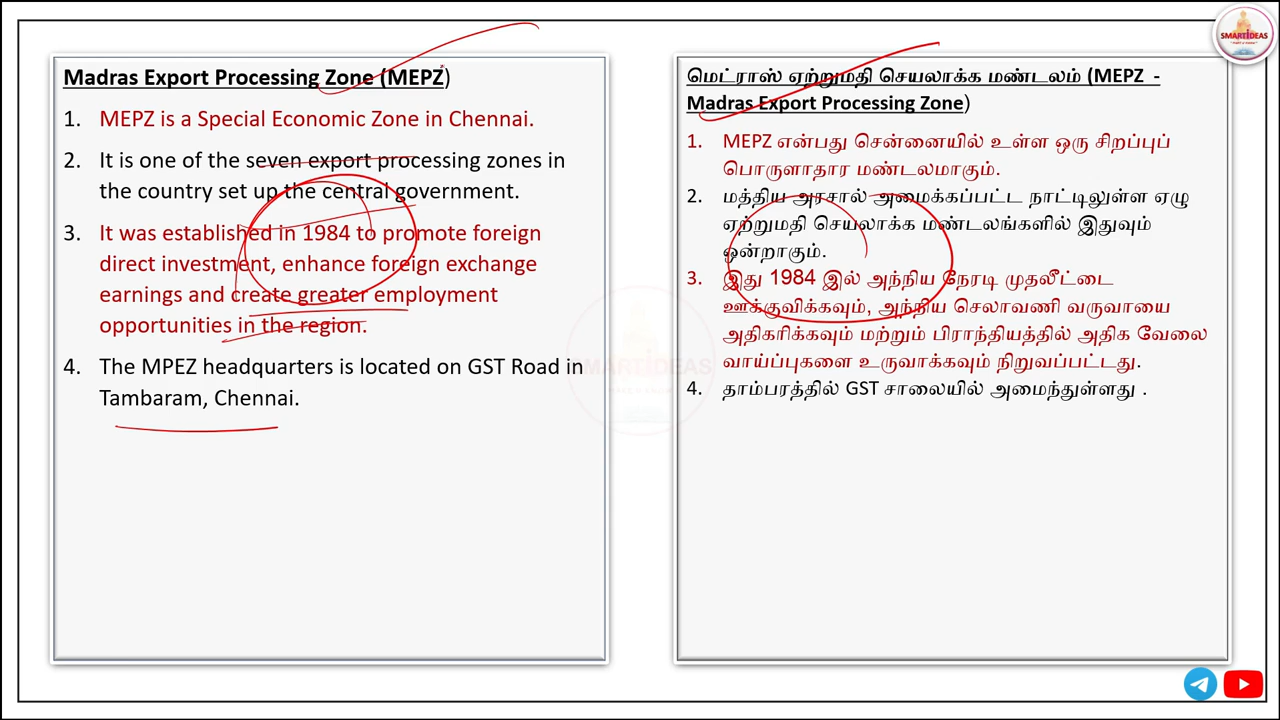 SMARTIDEAS
Madras Export Processing Zone (MEPZ)
1. MEPZ is a Special Economic Zone in Chennai.
2. It is one of the seven export processing zones in
the country set up the central government.
3. It was established in 1984 to promote foreign
direct investment, enhance foreign exchange
earnings and create greater employment
opportunities in the region.
4. The MPEZ headquarters is located on GST Road in
Tambaram, Chennai.
மெட்ராஸ் ஏற்றுமதி செயலாக்க மண்டலம் (MEPZ -
Madras Export Processing Zone)
1. MEPZ என்பது சென்னையில் உள்ள ஒரு சிறப்புப்
பொருளாதார மண்டலமாகும்.
2. மத்திய அரசால் அமைக்கப்பட்ட நாட்டிலுள்ள ஏழு
ஏற்றுமதி செயலாக்க மண்டலங்களில் இதுவும்
ஒன்றாகும்.
3. இது 1984 இல் அந்நிய நேரடி முதலீட்டை
ஊக்குவிக்கவும், அந்நிய செலாவணி வருவாயை
அதிகரிக்கவும் மற்றும் பிராந்தியத்தில் அதிக வேலை
வாய்ப்புகளை உருவாக்கவும் நிறுவப்பட்டது.
4. தாம்பரத்தில் GST சாலையில் அமைந்துள்ளது .
SMARTIDEAS